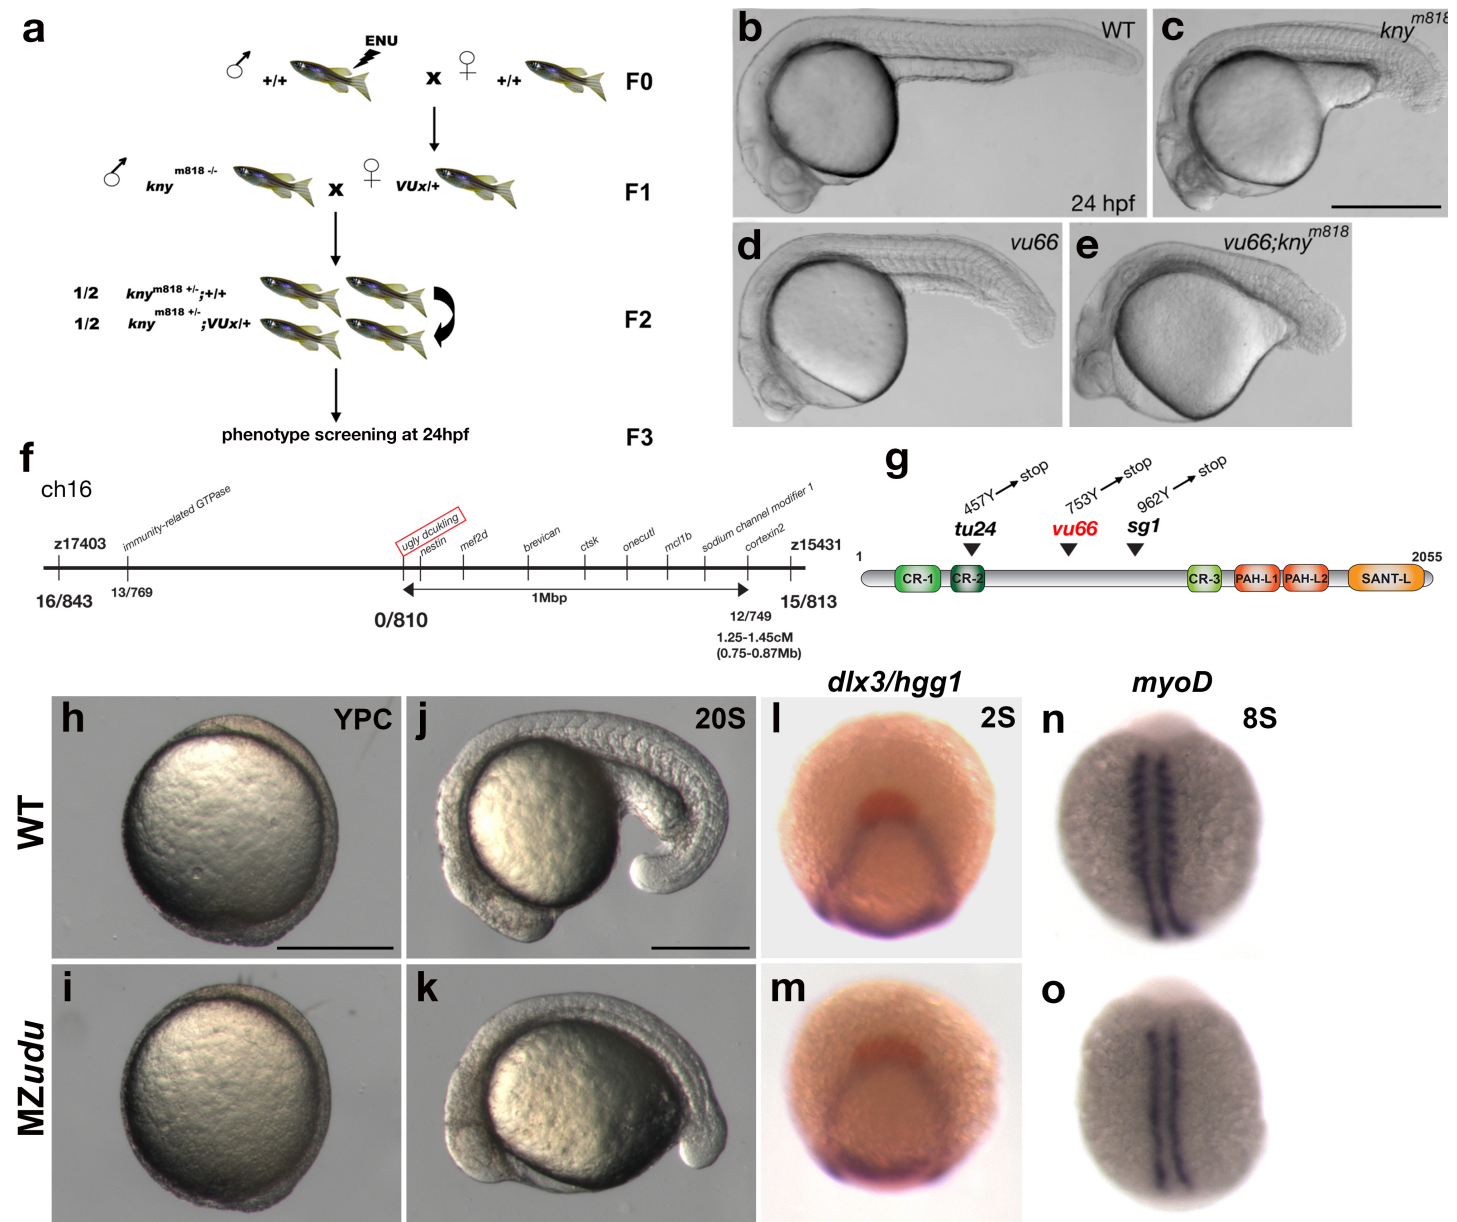 a
ENU
+/+
x
+/+
F0
kny m818 -/-
x
VUx/+
F1
1/2 kny m818 +/-;+/+
1/2 kny m818 +/-;VUx/+
F2
phenotype screening at 24hpf
F3
b
WT
24 hpf
c
kny m818
d
vu66
e
vu66;kny m818
f
ch16
z17403
immunity-related GTPase
ugly dcukling
nestin
mef2d
brevican
ctsk
onecutl
mcl1b
sodium channel modifier 1
cortexin2
z15431
16/843
13/769
0/810
1Mbp
12/749
15/813
1.25-1.45cM
(0.75-0.87Mb)
g
457Y stop
753Y stop
962Y stop
tu24
vu66
sg1
1
2055
CR-1
CR-2
CR-3
PAH-L1
PAH-L2
SANT-L
dlx3/hgg1
myoD
WT
h
YPC
j
20S
l
2S
n
8S
MZudu
i
k
m
o